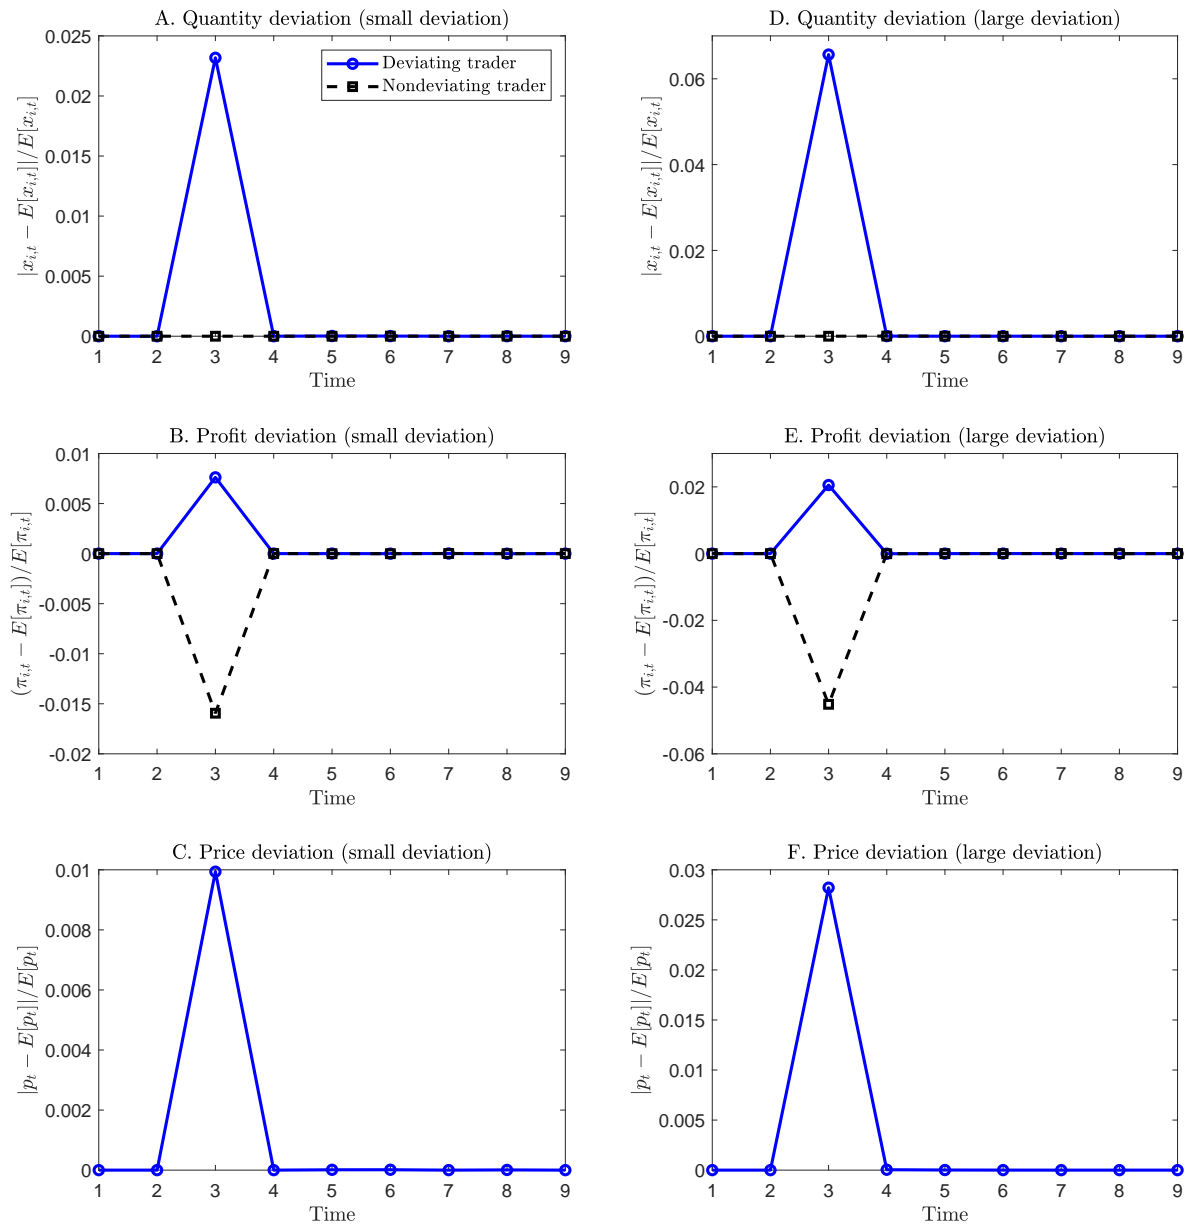 A. Quantity deviation (small deviation)
|x_{i,t} − E[x_{i,t}]|/E[x_{i,t}]
0.025
0.02
0.015
0.01
0.005
0
Deviating trader
Nondeviating trader
1 2 3 4 5 6 7 8 9
Time
D. Quantity deviation (large deviation)
|x_{i,t} − E[x_{i,t}]|/E[x_{i,t}]
0.06
0.04
0.02
0
1 2 3 4 5 6 7 8 9
Time
B. Profit deviation (small deviation)
(π_{i,t} − E[π_{i,t}])/E[π_{i,t}]
0.01
0.005
0
-0.005
-0.01
-0.015
-0.02
1 2 3 4 5 6 7 8 9
Time
E. Profit deviation (large deviation)
(π_{i,t} − E[π_{i,t}])/E[π_{i,t}]
0.02
0
-0.02
-0.04
-0.06
1 2 3 4 5 6 7 8 9
Time
C. Price deviation (small deviation)
|p_t − E[p_t]|/E[p_t]
0.01
0.008
0.006
0.004
0.002
0
1 2 3 4 5 6 7 8 9
Time
F. Price deviation (large deviation)
|p_t − E[p_t]|/E[p_t]
0.03
0.025
0.02
0.015
0.01
0.005
0
1 2 3 4 5 6 7 8 9
Time